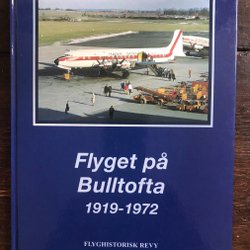 Flyget på
Bulltofta
1919-1972
FLYGHISTORISK REVY